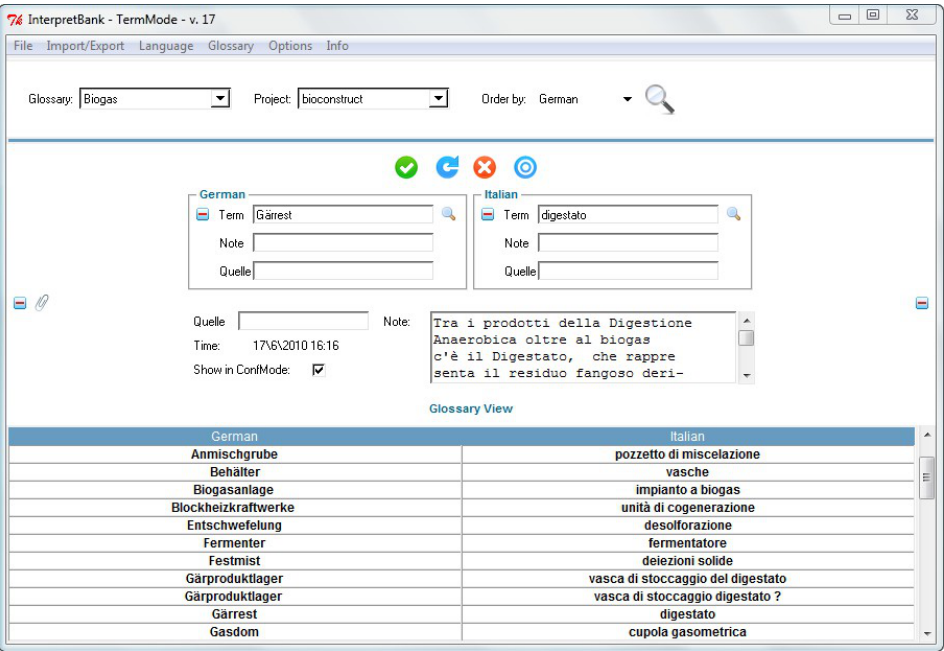 InterpretBank - TermMode - v. 17
File Import/Export Language Glossary Options Info
Glossary: Biogas Project: bioconstruct Order by: German
German Italian
Term Gärrest Term digestato
Note Note
Quelle Quelle
Quelle Note:
Time: 17\6\2010 16:16
Show in ConfMode:
Tra i prodotti della Digestione
Anaerobica oltre al biogas
c'è il Digestato, che rappre
senta il residuo fangoso deri-
Glossary View
German Italian
Anmischgrube pozzetto di miscelazione
Behälter vasche
Biogasanlage impianto a biogas
Blockheizkraftwerke unità di cogenerazione
Entschwefelung desolforazione
Fermenter fermentatore
Festmist deiezioni solide
Gärproduktlager vasca di stoccaggio del digestato
Gärproduktlager vasca di stoccaggio digestato ?
Gärrest digestato
Gasdom cupola gasometrica